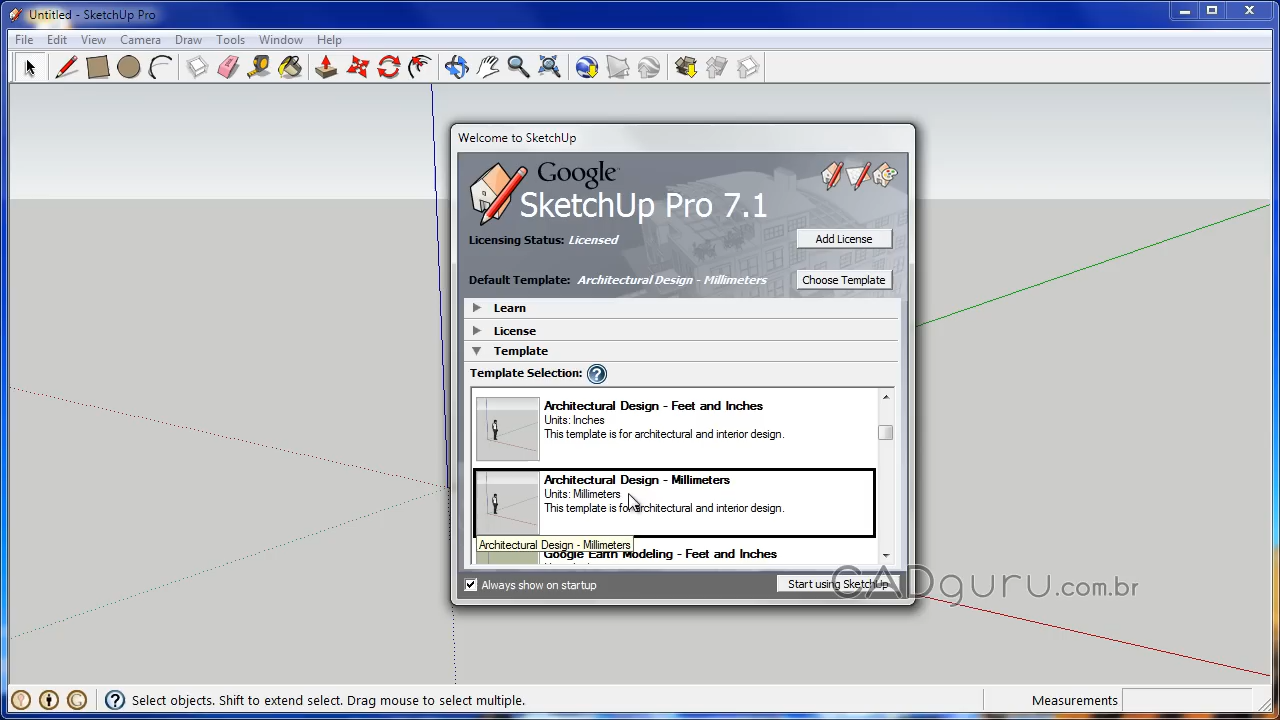 Untitled - SketchUp Pro
File Edit View Camera Draw Tools Window Help
Welcome to SketchUp
Google™
SketchUp Pro 7.1
Licensing Status: Licensed
Add License
Default Template: Architectural Design - Millimeters
Choose Template
Learn
License
Template
Template Selection:
Architectural Design - Feet and Inches
Units: Inches
This template is for architectural and interior design.
Architectural Design - Millimeters
Units: Millimeters
This template is for architectural and interior design.
Architectural Design - Millimeters
Google Earth Modeling - Feet and Inches
Always show on startup
Start using SketchUp
CADguru.com.br
Select objects. Shift to extend select. Drag mouse to select multiple.
Measurements